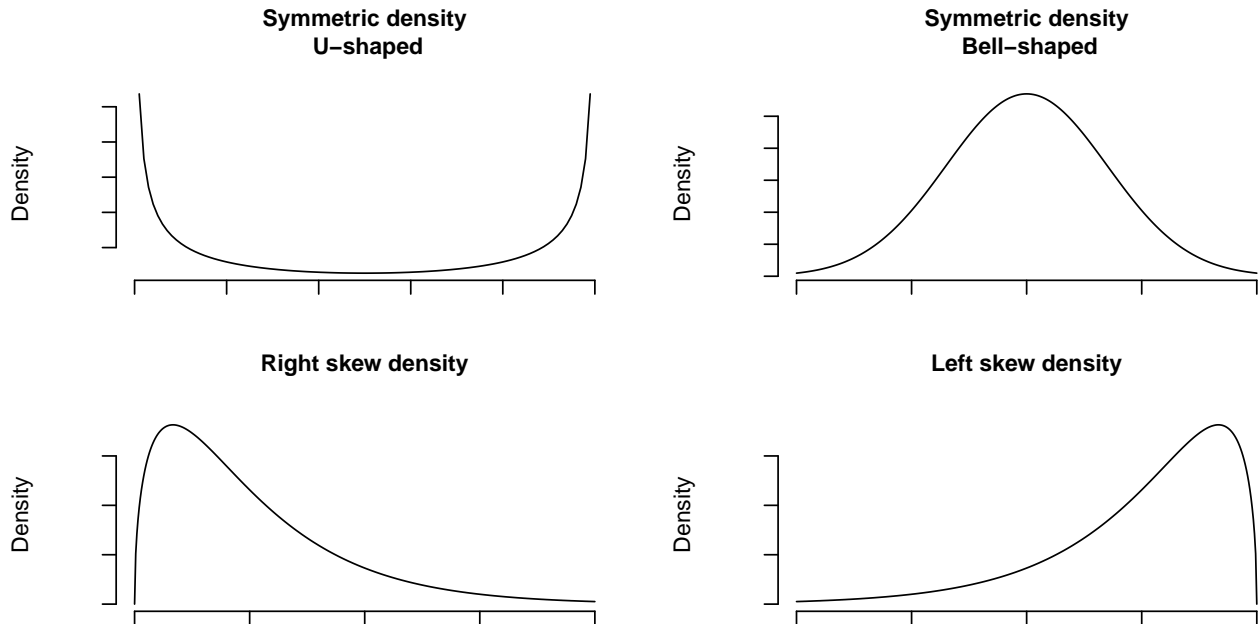 Symmetric density
U−shaped
Density
Symmetric density
Bell−shaped
Density
Right skew density
Density
Left skew density
Density